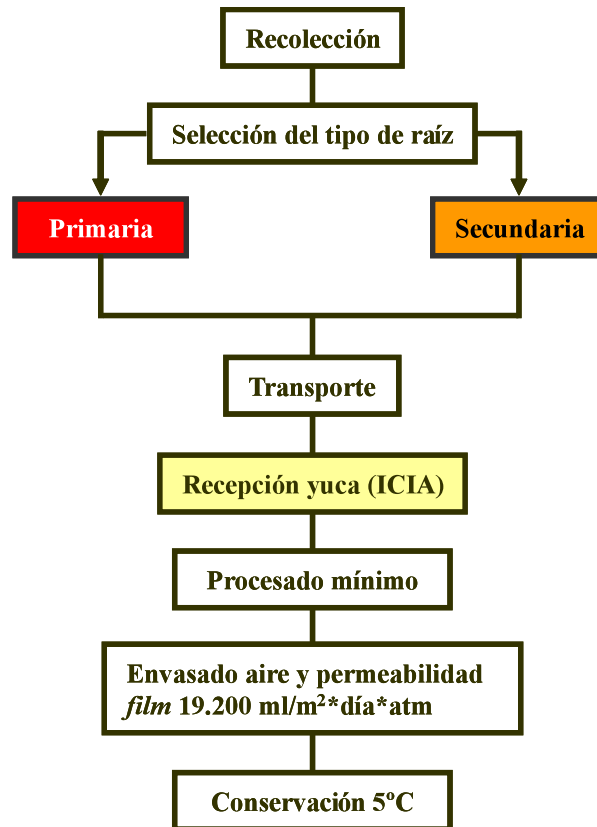 Recolección
Selección del tipo de raíz
Primaria
Secundaria
Transporte
Recepción yuca (ICIA)
Procesado mínimo
Envasado aire y permeabilidad
film 19.200 ml/m²*día*atm
Conservación 5ºC